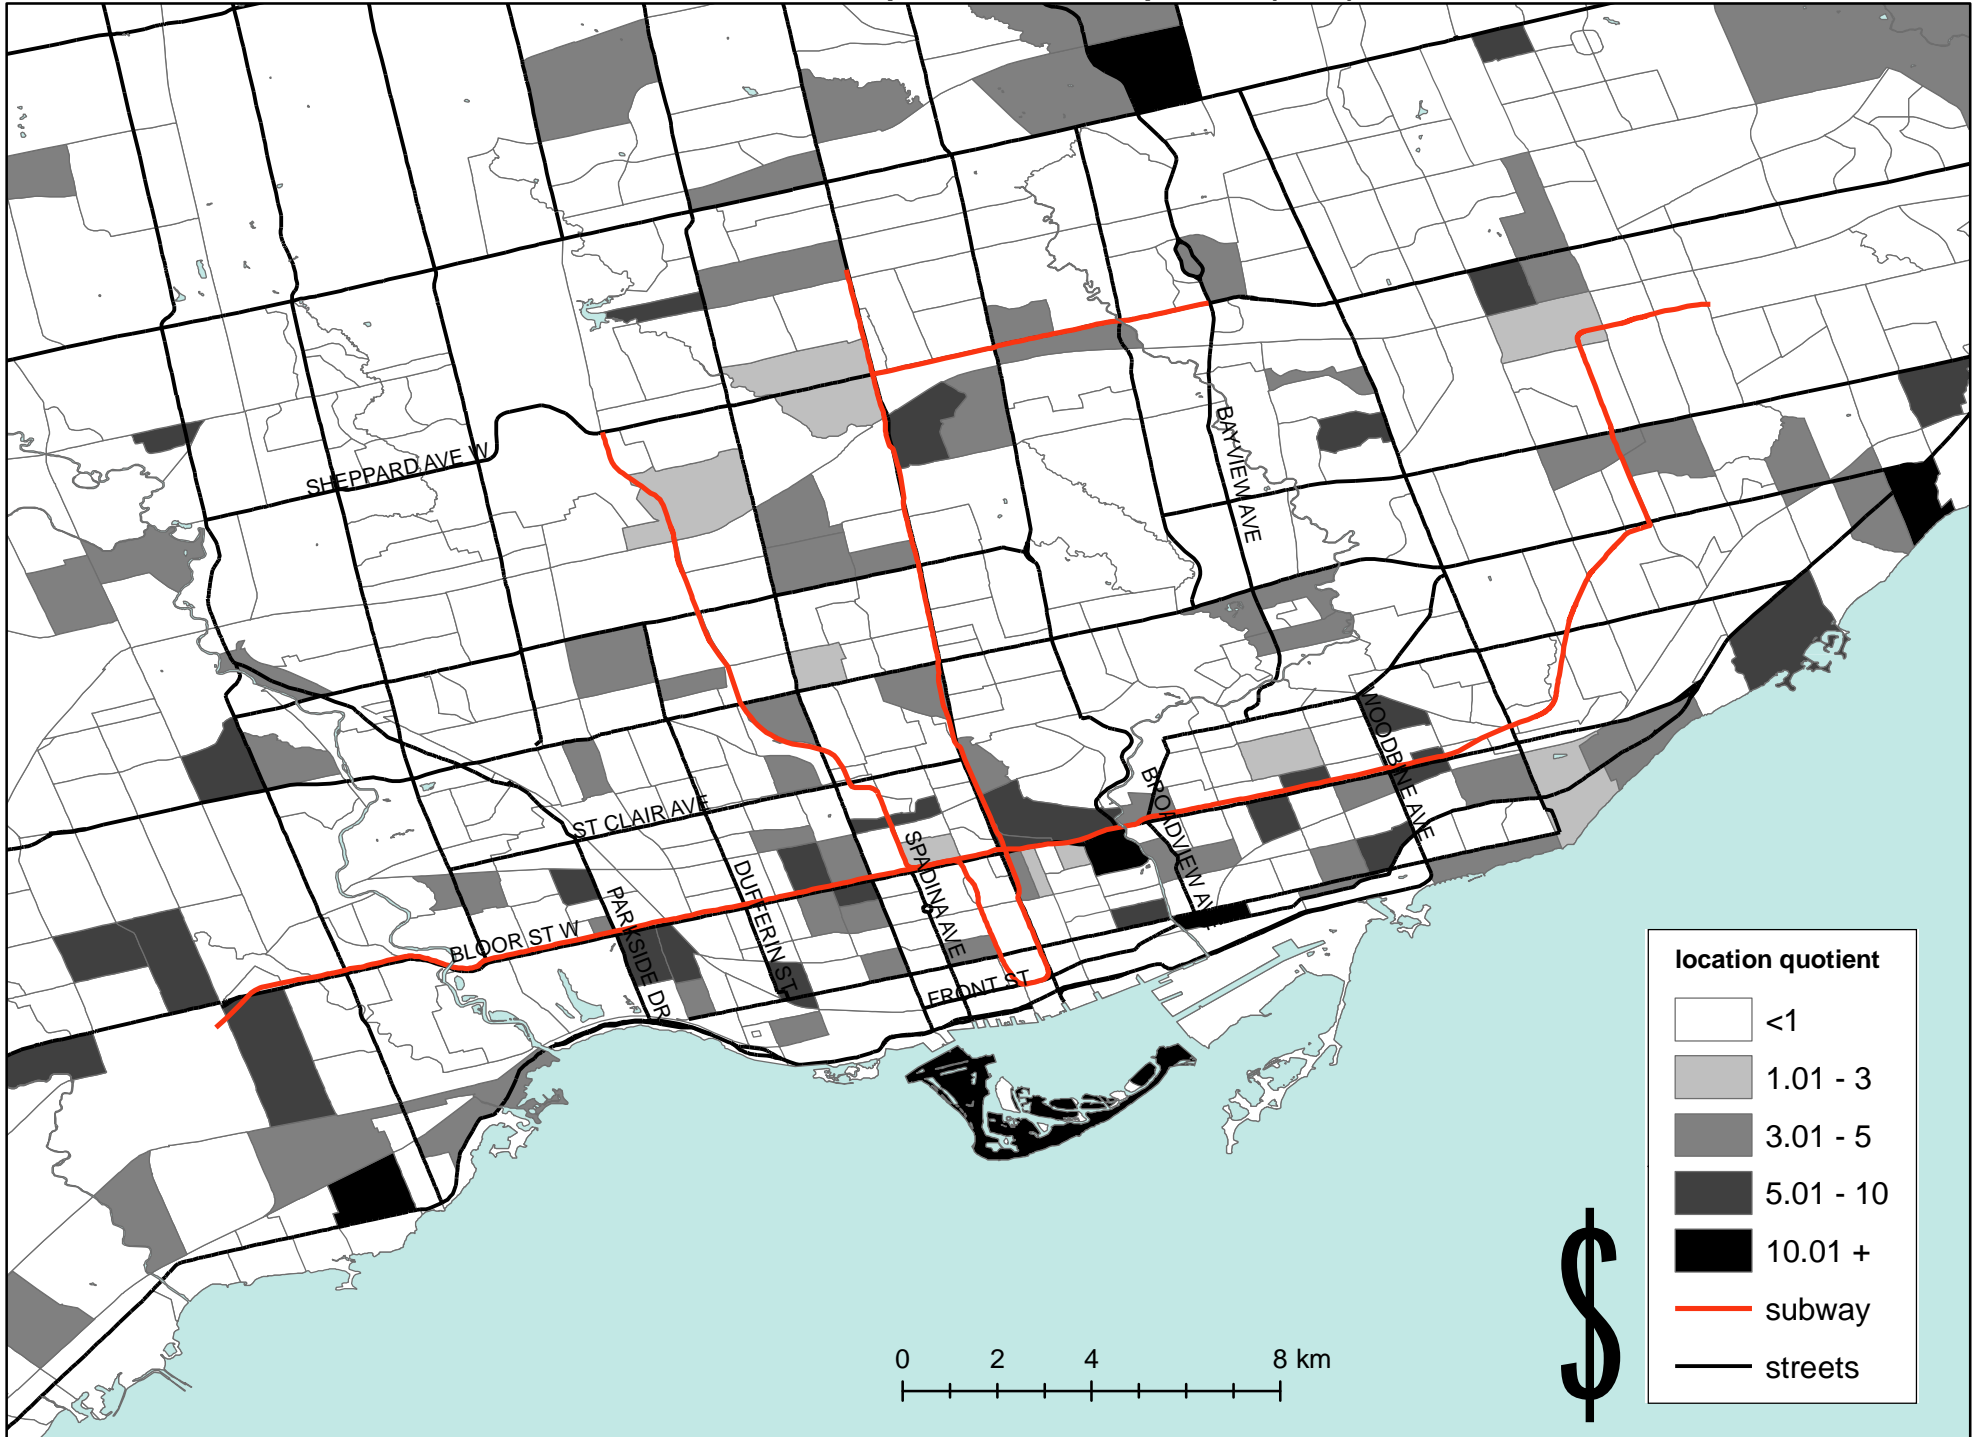 SHEPPARD AVE W
BAYVIEW AVE
WOODBINE AVE
BROADVIEW AVE
ST CLAIR AVE
SPADINA AVE
DUFFERIN ST
PARKSIDE DR
BLOOR ST W
FRONT ST
location quotient
<1
1.01 - 3
3.01 - 5
5.01 - 10
10.01 +
subway
streets
$
0 2 4 8 km